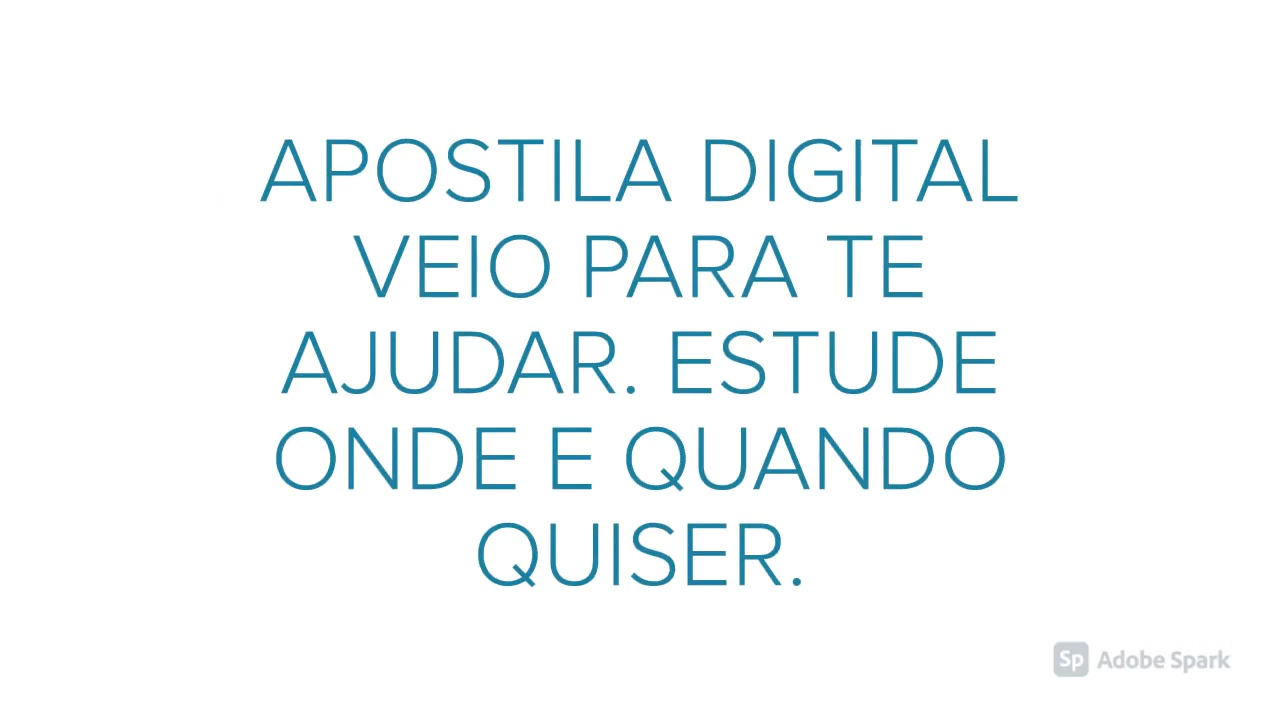 APOSTILA DIGITAL
VEIO PARA TE
AJUDAR. ESTUDE
ONDE E QUANDO
QUISER.
Sp Adobe Spark